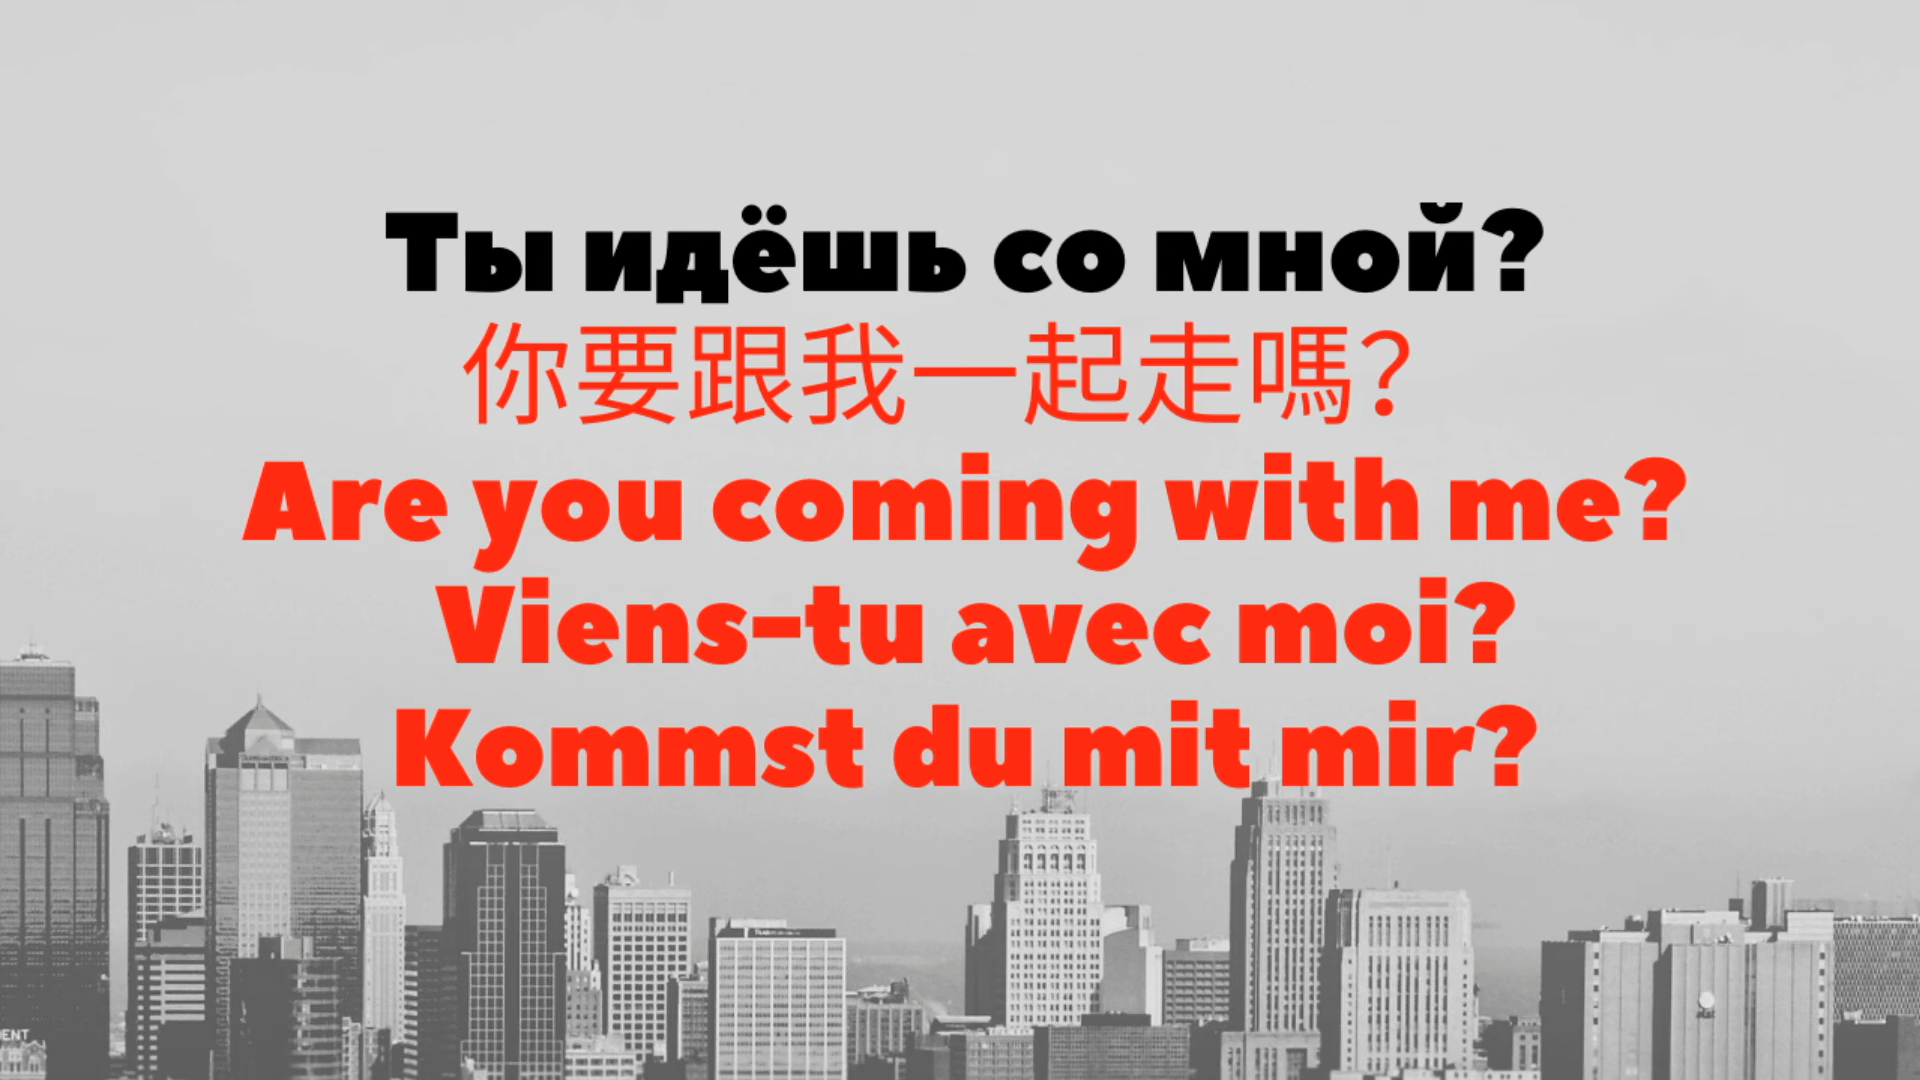 Ты идёшь со мной?
你要跟我一起走嗎？
Are you coming with me?
Viens-tu avec moi?
Kommst du mit mir?
ENT